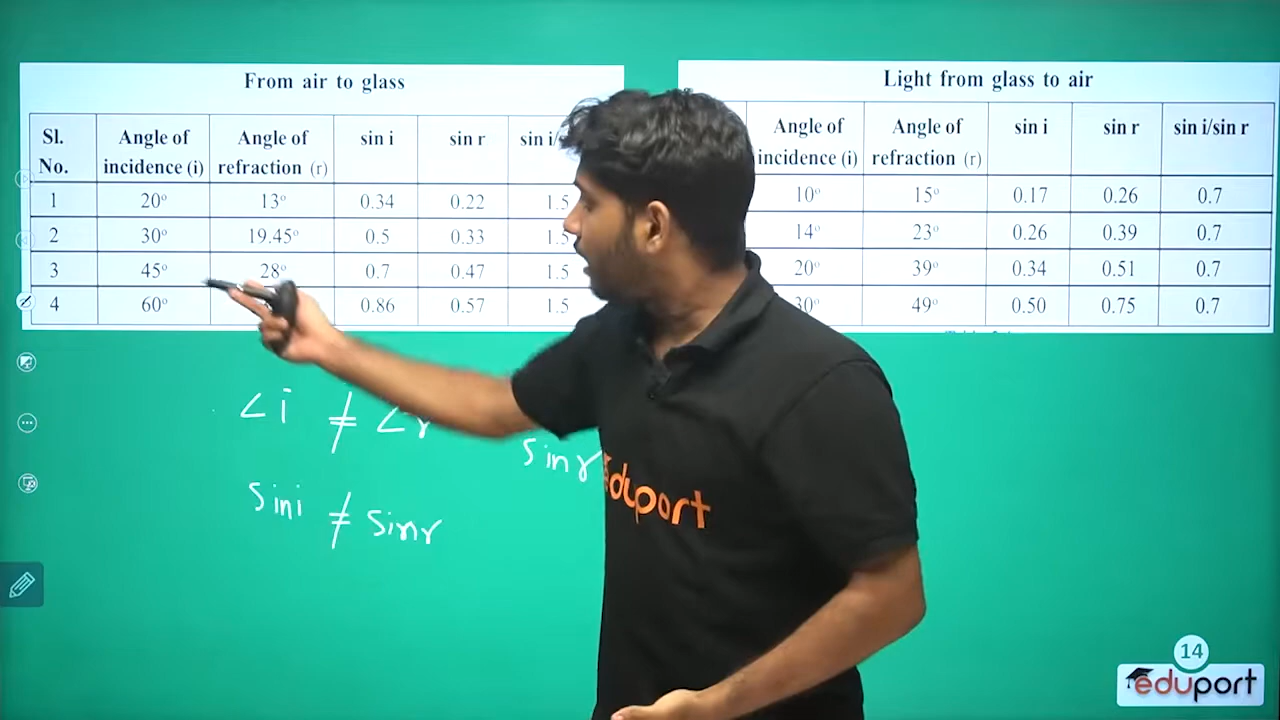 From air to glass
Sl. No. Angle of incidence (i) Angle of refraction (r) sin i sin r sin i/
1 20° 13° 0.34 0.22 1.5
2 30° 19.45° 0.5 0.33 1.5
3 45° 28° 0.7 0.47 1.5
4 60° 0.86 0.57 1.5
Light from glass to air
Angle of incidence (i) Angle of refraction (r) sin i sin r sin i/sin r
10° 15° 0.17 0.26 0.7
14° 23° 0.26 0.39 0.7
20° 39° 0.34 0.51 0.7
30° 49° 0.50 0.75 0.7
∠i ≠ ∠r
sin r
sin i ≠ sin r
eduport
14
eduport